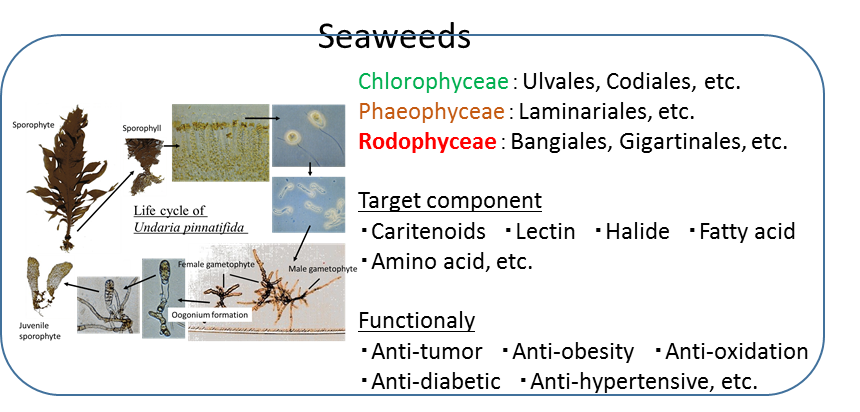 Seaweeds
Chlorophyceae : Ulvales, Codiales, etc.
Phaeophyceae : Laminariales, etc.
Rodophyceae : Bangiales, Gigartinales, etc.
Target component
・Caritenoids ・Lectin ・Halide ・Fatty acid
・Amino acid, etc.
Functionaly
・Anti-tumor ・Anti-obesity ・Anti-oxidation
・Anti-diabetic ・Anti-hypertensive, etc.
Sporophyte
Sporophyll
Life cycle of
Undaria pinnatifida
Female gametophyte
Male gametophyte
Oogonium formation
Juvenile
sporophyte